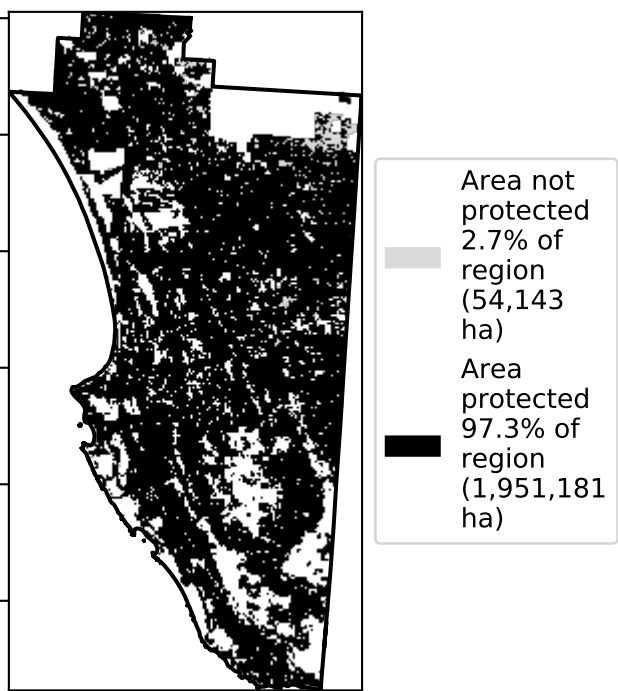 Area not
protected
2.7% of
region
(54,143
ha)
Area
protected
97.3% of
region
(1,951,181
ha)